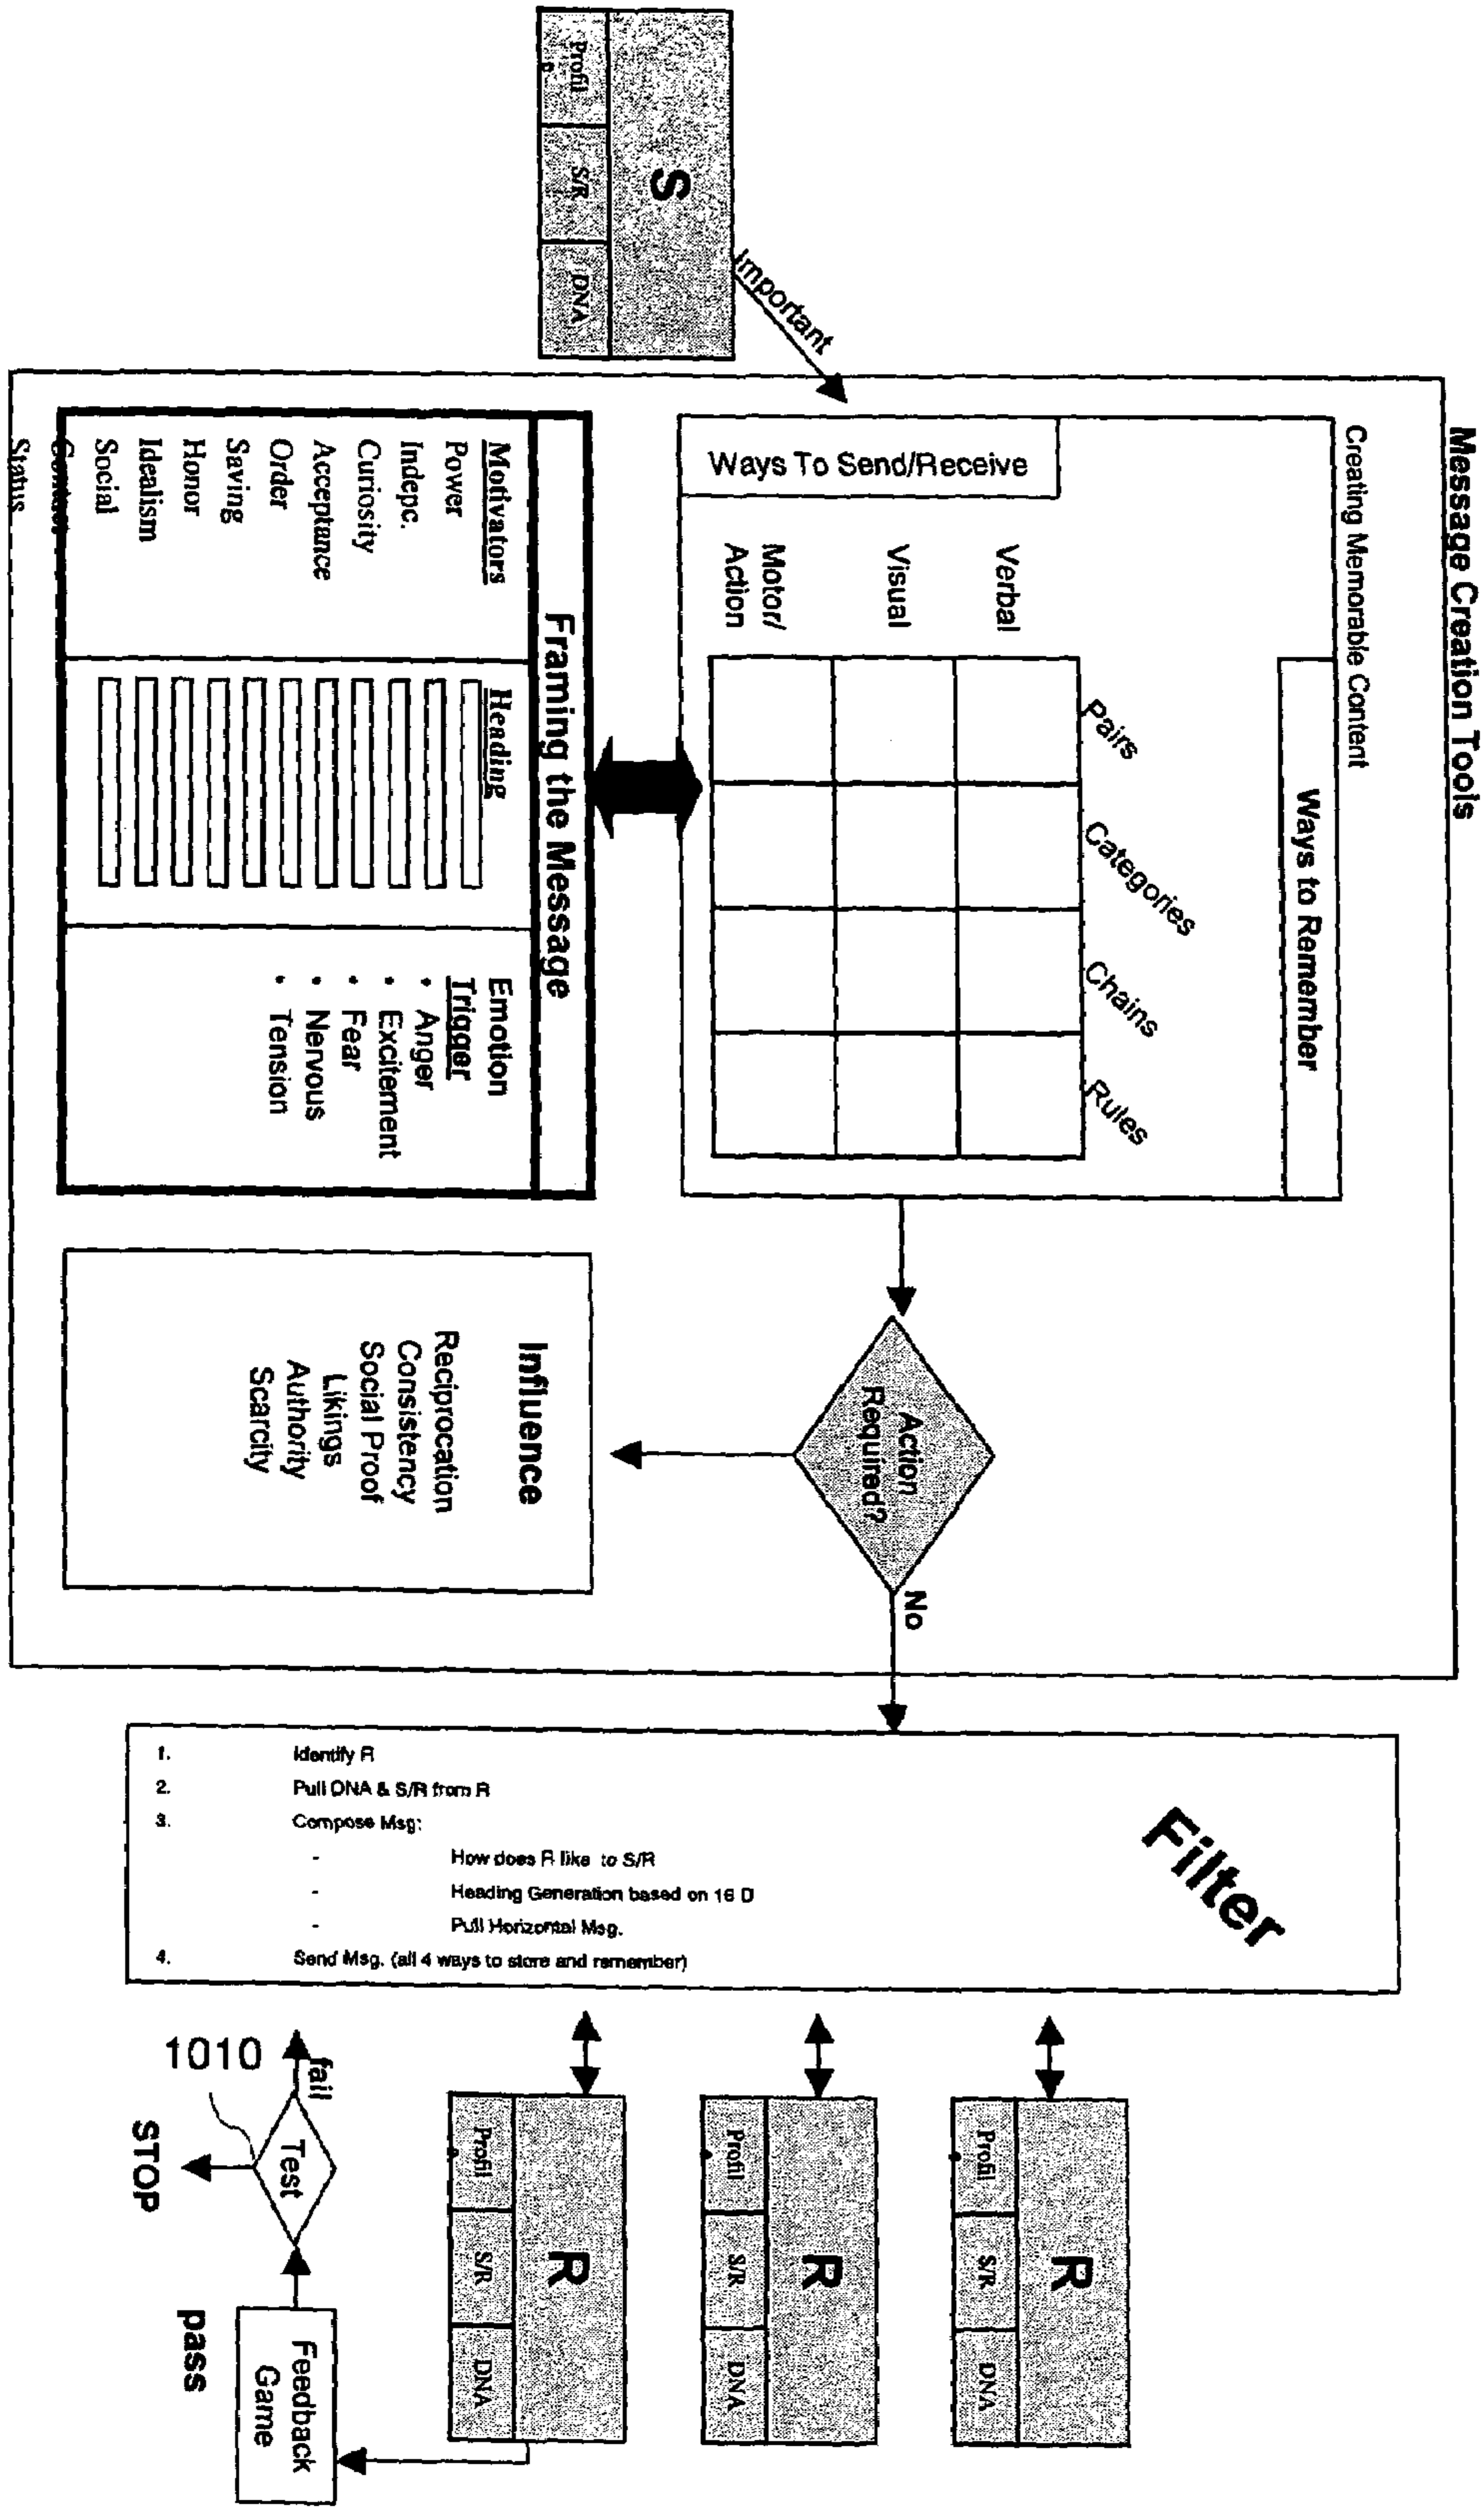 Message Creation Tools
Creating Memorable Content
Ways to Remember
Pairs
Categories
Chains
Rules
Ways To Send/Receive
Verbal
Visual
Motor/
Action
S
Profil
e
S/R
DNA
Important
Framing the Message
Motivators
Power
Indepc.
Curiosity
Acceptance
Order
Saving
Honor
Idealism
Social
Status
Heading
Emotion
Trigger
• Anger
• Excitement
• Fear
• Nervous
• Tension
Action
Required?
No
Influence
Reciprocation
Consistency
Social Proof
Likings
Authority
Scarcity
Filter
1. Identify R
2. Pull DNA & S/R from R
3. Compose Msg:
- How does R like to S/R
- Heading Generation based on 16 D
- Pull Horizontal Msg.
4. Send Msg. (all 4 ways to store and remember)
R
Profil
S/R
DNA
R
Profil
S/R
DNA
R
Profil
S/R
DNA
Feedback
Game
Test
fail
pass
STOP
1010